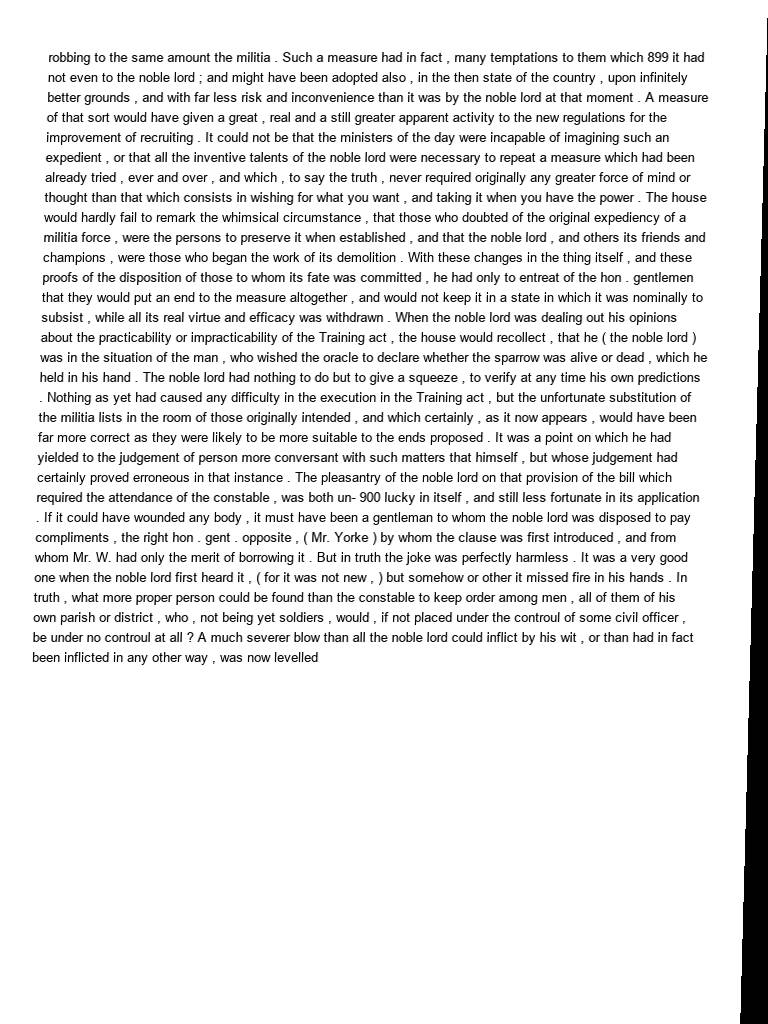 robbing to the same amount the militia . Such a measure had in fact , many temptations to them which 899 it had
not even to the noble lord ; and might have been adopted also , in the then state of the country , upon infinitely
better grounds , and with far less risk and inconvenience than it was by the noble lord at that moment . A measure
of that sort would have given a great , real and a still greater apparent activity to the new regulations for the
improvement of recruiting . It could not be that the ministers of the day were incapable of imagining such an
expedient , or that all the inventive talents of the noble lord were necessary to repeat a measure which had been
already tried , ever and over , and which , to say the truth , never required originally any greater force of mind or
thought than that which consists in wishing for what you want , and taking it when you have the power . The house
would hardly fail to remark the whimsical circumstance , that those who doubted of the original expediency of a
militia force , were the persons to preserve it when established , and that the noble lord , and others its friends and
champions , were those who began the work of its demolition . With these changes in the thing itself , and these
proofs of the disposition of those to whom its fate was committed , he had only to entreat of the hon . gentlemen
that they would put an end to the measure altogether , and would not keep it in a state in which it was nominally to
subsist , while all its real virtue and efficacy was withdrawn . When the noble lord was dealing out his opinions
about the practicability or impracticability of the Training act , the house would recollect , that he ( the noble lord )
was in the situation of the man , who wished the oracle to declare whether the sparrow was alive or dead , which he
held in his hand . The noble lord had nothing to do but to give a squeeze , to verify at any time his own predictions
. Nothing as yet had caused any difficulty in the execution in the Training act , but the unfortunate substitution of
the militia lists in the room of those originally intended , and which certainly , as it now appears , would have been
far more correct as they were likely to be more suitable to the ends proposed . It was a point on which he had
yielded to the judgement of person more conversant with such matters that himself , but whose judgement had
certainly proved erroneous in that instance . The pleasantry of the noble lord on that provision of the bill which
required the attendance of the constable , was both un- 900 lucky in itself , and still less fortunate in its application
. If it could have wounded any body , it must have been a gentleman to whom the noble lord was disposed to pay
compliments , the right hon . gent . opposite , ( Mr. Yorke ) by whom the clause was first introduced , and from
whom Mr. W. had only the merit of borrowing it . But in truth the joke was perfectly harmless . It was a very good
one when the noble lord first heard it , ( for it was not new , ) but somehow or other it missed fire in his hands . In
truth , what more proper person could be found than the constable to keep order among men , all of them of his
own parish or district , who , not being yet soldiers , would , if not placed under the controul of some civil officer ,
be under no controul at all ? A much severer blow than all the noble lord could inflict by his wit , or than had in fact
been inflicted in any other way , was now levelled